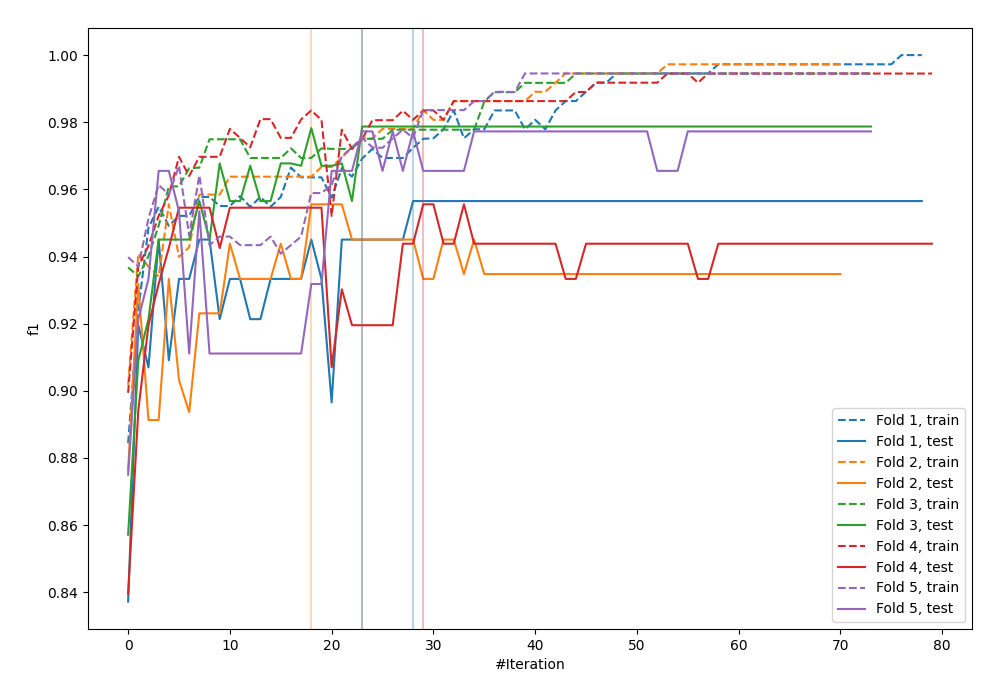 1.00
0.98
0.96
0.94
0.92
0.90
0.88
0.86
0.84
f1
0
10
20
30
40
50
60
70
80
#Iteration
Fold 1, train
Fold 1, test
Fold 2, train
Fold 2, test
Fold 3, train
Fold 3, test
Fold 4, train
Fold 4, test
Fold 5, train
Fold 5, test